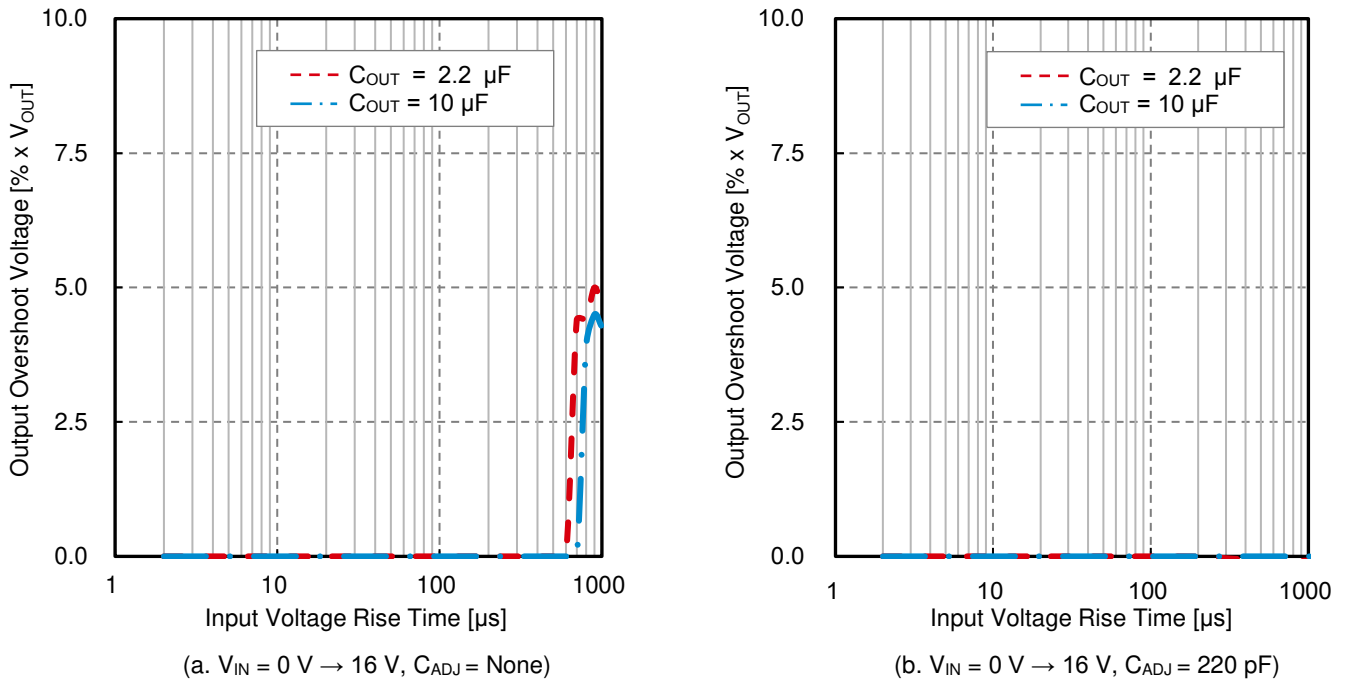 Output Overshoot Voltage [% x VOUT]
10.0
7.5
5.0
2.5
0.0
COUT = 2.2 µF
COUT = 10 µF
1
10
100
1000
Input Voltage Rise Time [µs]
(a. VIN = 0 V → 16 V, CADJ = None)
Output Overshoot Voltage [% x VOUT]
10.0
7.5
5.0
2.5
0.0
COUT = 2.2 µF
COUT = 10 µF
1
10
100
1000
Input Voltage Rise Time [µs]
(b. VIN = 0 V → 16 V, CADJ = 220 pF)